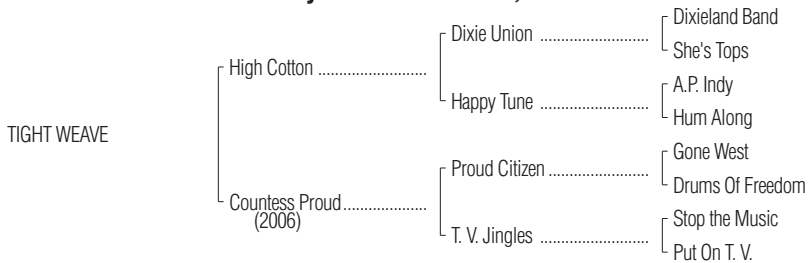 Dixieland Band
Dixie Union ..........................
She's Tops
High Cotton ..........................
A.P. Indy
Happy Tune ..........................
Hum Along
TIGHT WEAVE
Gone West
Proud Citizen ........................
Drums Of Freedom
Countess Proud ....................
(2006)
Stop the Music
T. V. Jingles ..........................
Put On T. V.